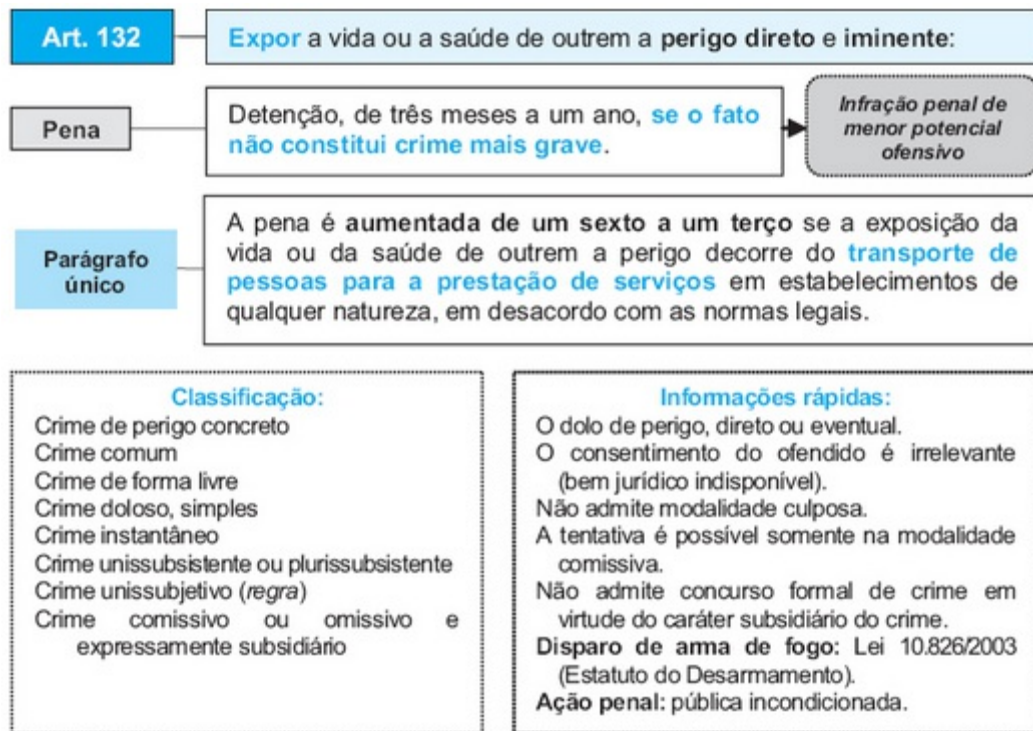 Art. 132
Expor a vida ou a saúde de outrem a perigo direto e iminente:
Pena
Detenção, de três meses a um ano, se o fato
não constitui crime mais grave.
Infração penal de
menor potencial
ofensivo
Parágrafo
único
A pena é aumentada de um sexto a um terço se a exposição da
vida ou da saúde de outrem a perigo decorre do transporte de
pessoas para a prestação de serviços em estabelecimentos de
qualquer natureza, em desacordo com as normas legais.
Classificação:
Crime de perigo concreto
Crime comum
Crime de forma livre
Crime doloso, simples
Crime instantâneo
Crime unissubsistente ou plurissubsistente
Crime unissubjetivo (regra)
Crime comissivo ou omissivo e
expressamente subsidiário
Informações rápidas:
O dolo de perigo, direto ou eventual.
O consentimento do ofendido é irrelevante
(bem jurídico indisponível).
Não admite modalidade culposa.
A tentativa é possível somente na modalidade
comissiva.
Não admite concurso formal de crime em
virtude do caráter subsidiário do crime.
Disparo de arma de fogo: Lei 10.826/2003
(Estatuto do Desarmamento).
Ação penal: pública incondicionada.